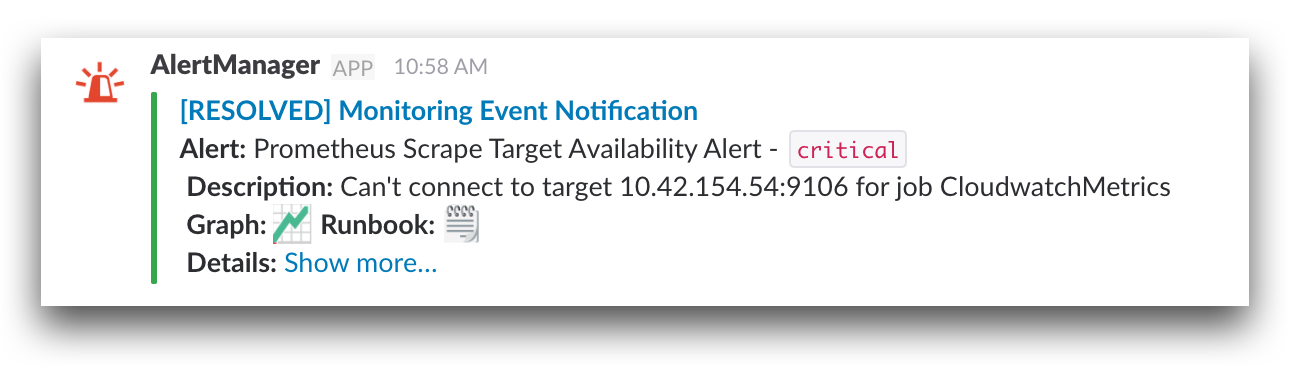 AlertManager APP 10:58 AM
[RESOLVED] Monitoring Event Notification
Alert: Prometheus Scrape Target Availability Alert - critical
Description: Can't connect to target 10.42.154.54:9106 for job CloudwatchMetrics
Graph: Runbook:
Details: Show more...